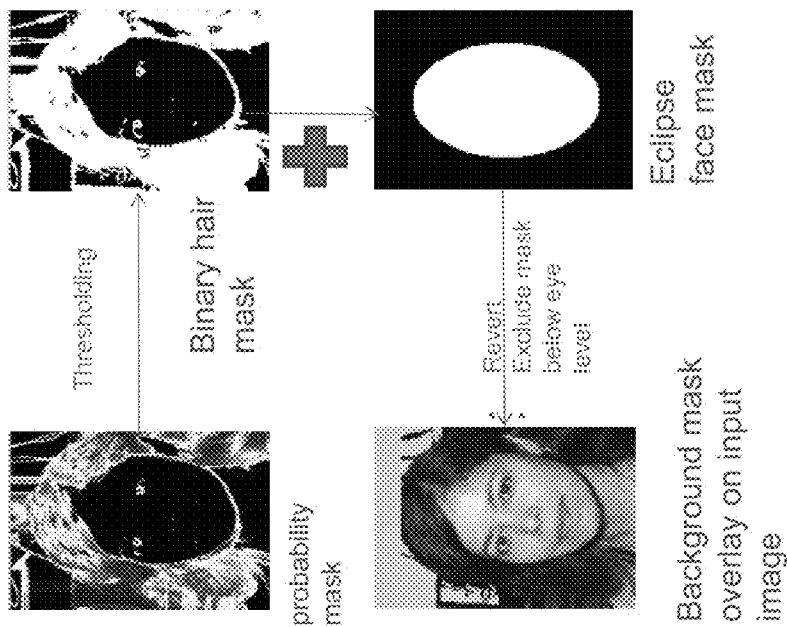 probability
mask
Thresholding
Binary hair
mask
Eclipse
face mask
Revert
Exclude mask
below eye
level
Background mask
overlay on input
image